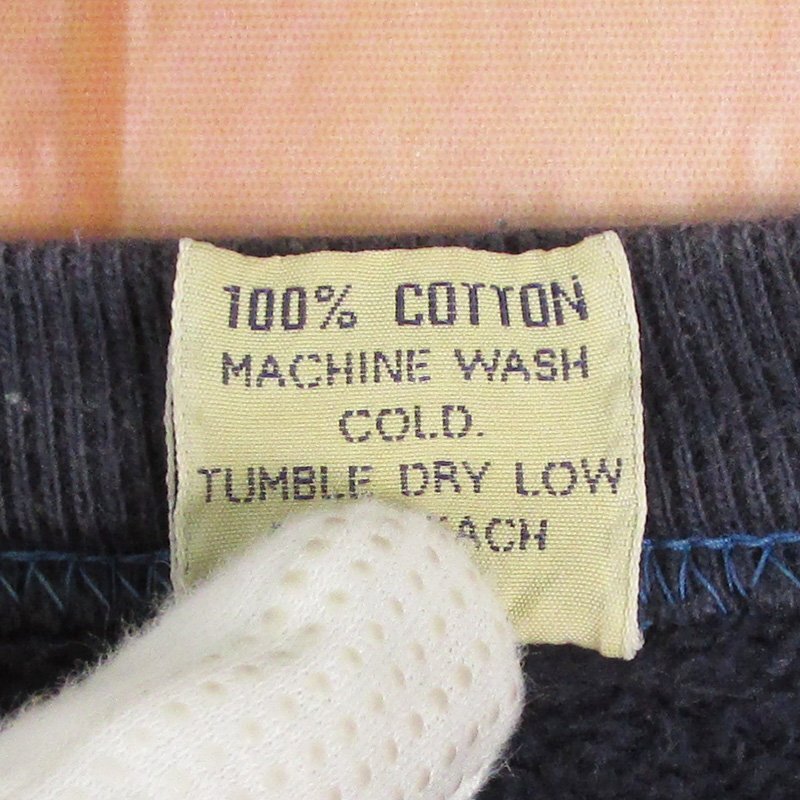 100% COTTON
MACHINE WASH
COLD.
TUMBLE DRY LOW